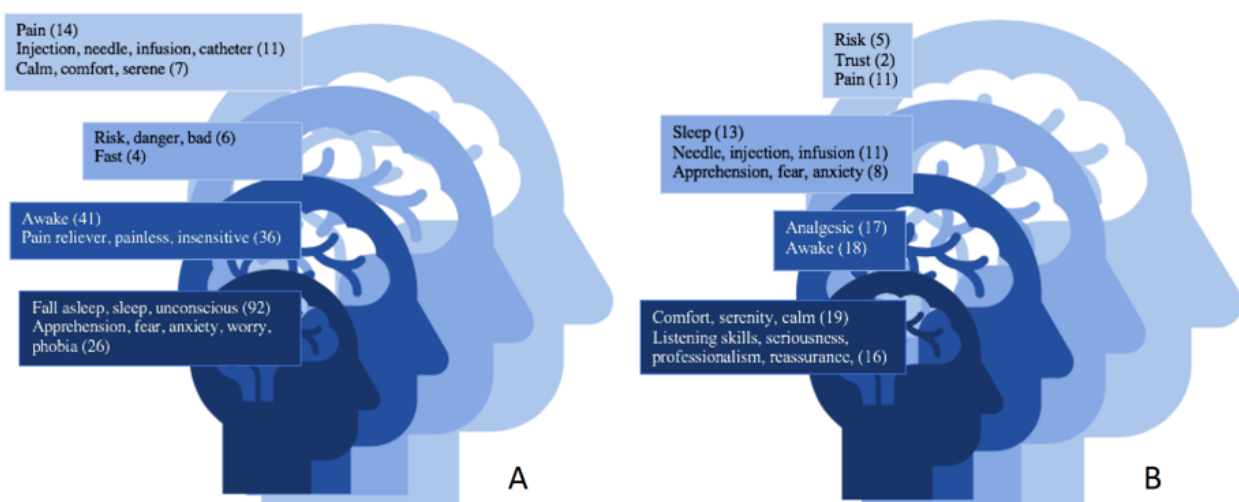 Pain (14)
Injection, needle, infusion, catheter (11)
Calm, comfort, serene (7)
Risk, danger, bad (6)
Fast (4)
Awake (41)
Pain reliever, painless, insensitive (36)
Fall asleep, sleep, unconscious (92)
Apprehension, fear, anxiety, worry,
phobia (26)
A
Risk (5)
Trust (2)
Pain (11)
Sleep (13)
Needle, injection, infusion (11)
Apprehension, fear, anxiety (8)
Analgesic (17)
Awake (18)
Comfort, serenity, calm (19)
Listening skills, seriousness,
professionalism, reassurance, (16)
B